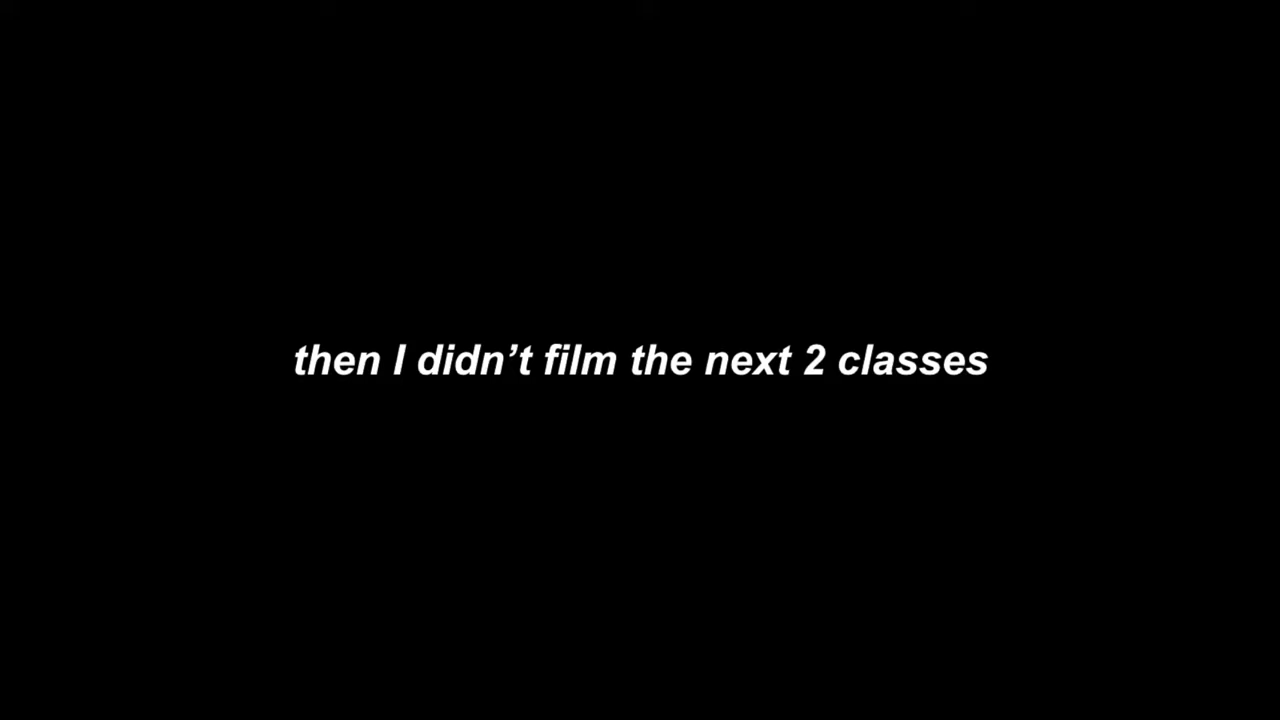 then I didn’t film the next 2 classes